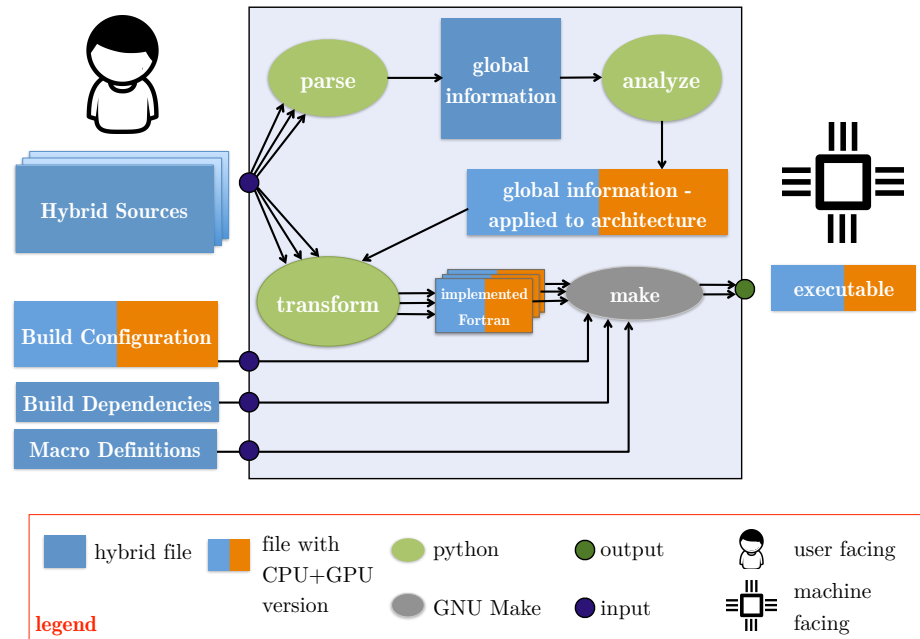 parse
global
information
analyze
Hybrid Sources
global information -
applied to architecture
transform
implemented
Fortran
make
executable
Build Configuration
Build Dependencies
Macro Definitions
hybrid file
file with
CPU+GPU
version
python
GNU Make
output
input
user facing
machine
facing
legend